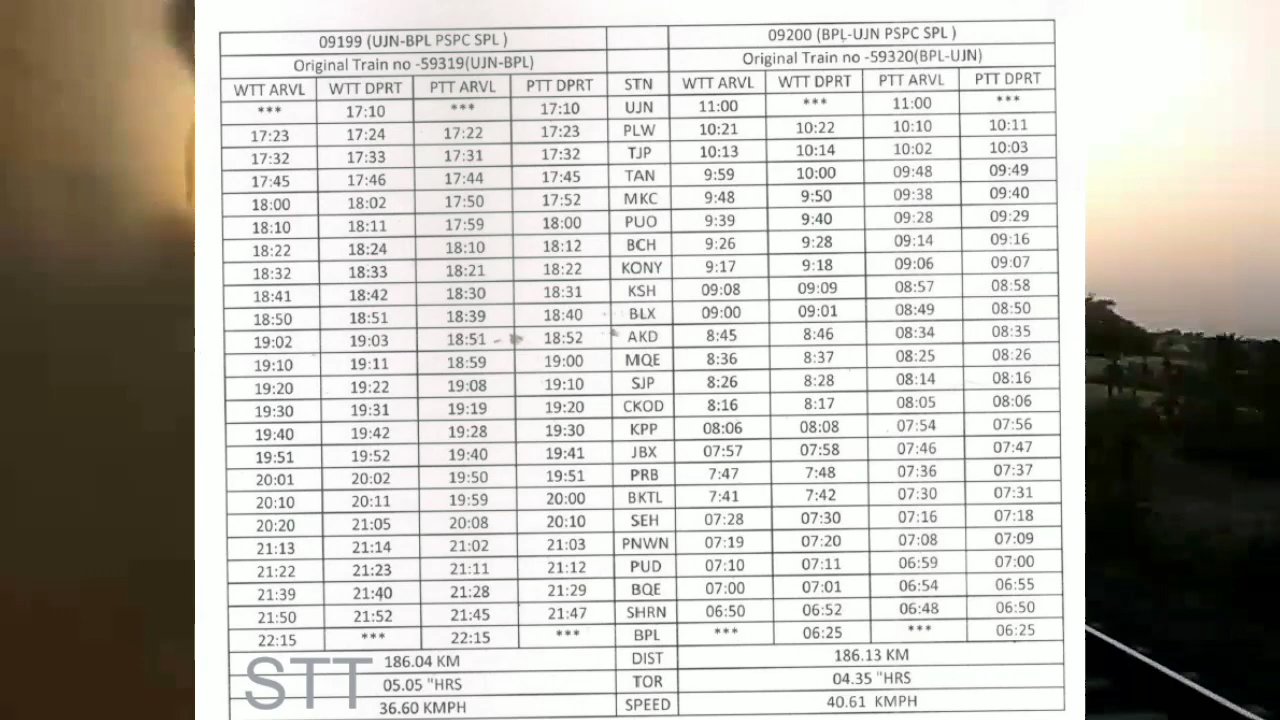 09199 (UJN-BPL PSPC SPL ) 09200 (BPL-UJN PSPC SPL )
Original Train no -59319(UJN-BPL) Original Train no -59320(BPL-UJN)
WTT ARVL WTT DPRT PTT ARVL PTT DPRT STN WTT ARVL WTT DPRT PTT ARVL PTT DPRT
*** 17:10 *** 17:10 UJN 11:00 *** 11:00 ***
17:23 17:24 17:22 17:23 PLW 10:21 10:22 10:10 10:11
17:32 17:33 17:31 17:32 TJP 10:13 10:14 10:02 10:03
17:45 17:46 17:44 17:45 TAN 9:59 10:00 09:48 09:49
18:00 18:02 17:50 17:52 MKC 9:48 9:50 09:38 09:40
18:10 18:11 17:59 18:00 PUO 9:39 9:40 09:28 09:29
18:22 18:24 18:10 18:12 BCH 9:26 9:28 09:14 09:16
18:32 18:33 18:21 18:22 KONY 9:17 9:18 09:06 09:07
18:41 18:42 18:30 18:31 KSH 09:08 09:09 08:57 08:58
18:50 18:51 18:39 18:40 BLX 09:00 09:01 08:49 08:50
19:02 19:03 18:51 18:52 AKD 8:45 8:46 08:34 08:35
19:10 19:11 18:59 19:00 MQE 8:36 8:37 08:25 08:26
19:20 19:22 19:08 19:10 SJP 8:26 8:28 08:14 08:16
19:30 19:31 19:19 19:20 CKOD 8:16 8:17 08:05 08:06
19:40 19:42 19:28 19:30 KPP 08:06 08:08 07:54 07:56
19:51 19:52 19:40 19:41 JBX 07:57 07:58 07:46 07:47
20:01 20:02 19:50 19:51 PRB 7:47 7:48 07:36 07:37
20:10 20:11 19:59 20:00 BKTL 7:41 7:42 07:30 07:31
20:20 21:05 20:08 20:10 SEH 07:28 07:30 07:16 07:18
21:13 21:14 21:02 21:03 PNWN 07:19 07:20 07:08 07:09
21:22 21:23 21:11 21:12 PUD 07:10 07:11 06:59 07:00
21:39 21:40 21:28 21:29 BQE 07:00 07:01 06:54 06:55
21:50 21:52 21:45 21:47 SHRN 06:50 06:52 06:48 06:50
22:15 *** 22:15 *** BPL *** 06:25 *** 06:25
186.04 KM DIST 186.13 KM
05.05 "HRS TOR 04.35 "HRS
36.60 KMPH SPEED 40.61 KMPH
STT